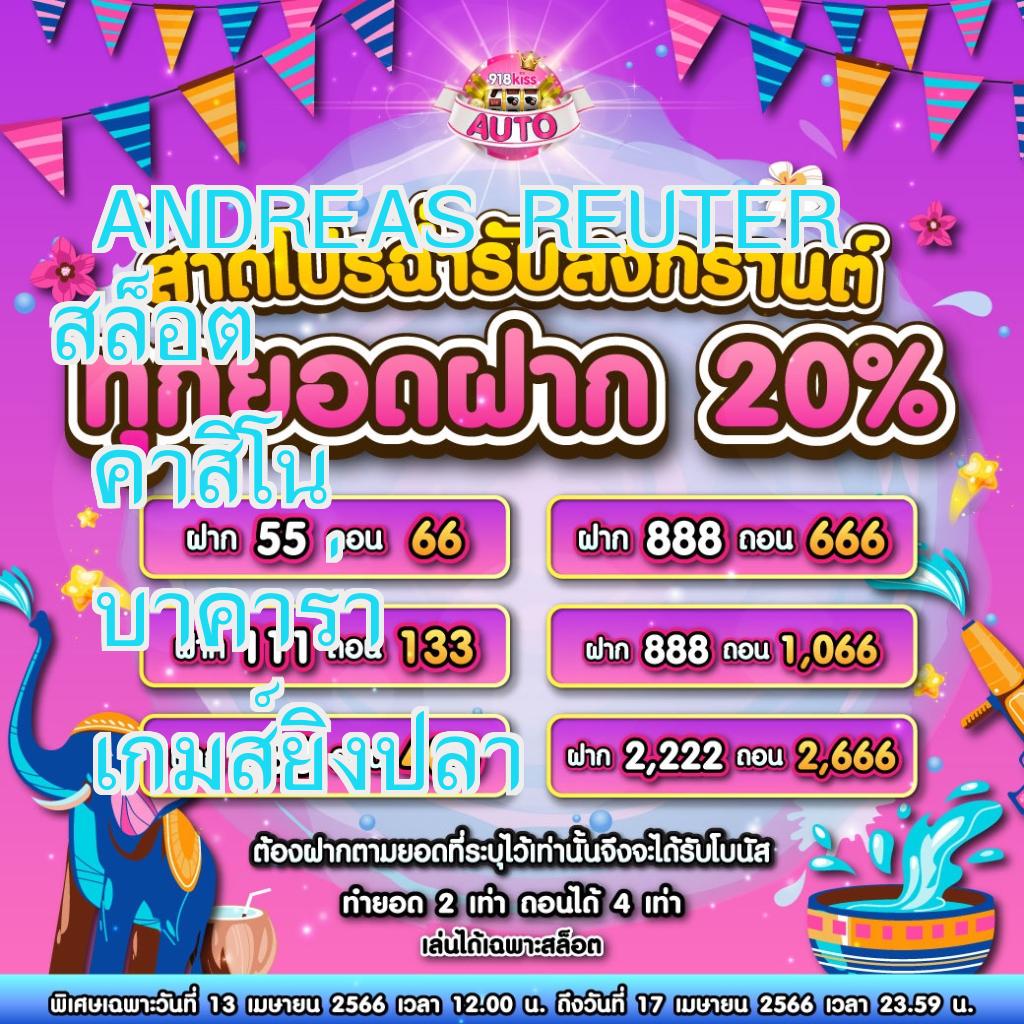 918kiss
AUTO
ANDREAS REUTER
สาดโปรฉ่ำรับสงกรานต์
สล็อต
ทุกยอดฝาก 20%
คาสิโน
ฝาก 55 ถอน 66
ฝาก 888 ถอน 666
,
บาคาร่า
ฝาก 111 ถอน 133
ฝาก 888 ถอน 1,066
เกมส์ยิงปลา
ฝาก 2,222 ถอน 2,666
ต้องฝากตามยอดที่ระบุไว้เท่านั้นจึงจะได้รับโบนัส
ทำยอด 2 เท่า ถอนได้ 4 เท่า
เล่นได้เฉพาะสล็อต
พิเศษเฉพาะวันที่ 13 เมษายน 2566 เวลา 12.00 น. ถึงวันที่ 17 เมษายน 2566 เวลา 23.59 น.